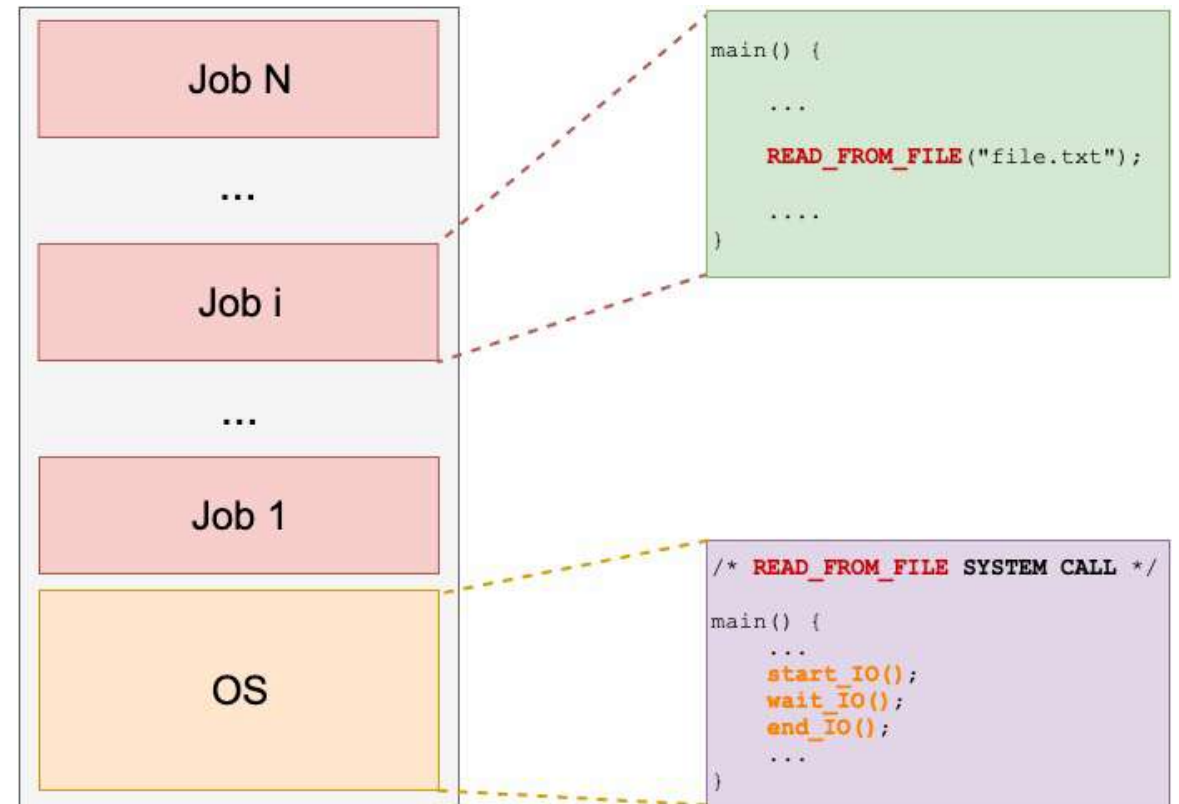 Job N
...
Job i
...
Job 1
OS
main() {
...
READ_FROM_FILE("file.txt");
....
}
/* READ_FROM_FILE SYSTEM CALL */
main() {
...
start_IO();
wait_IO();
end_IO();
...
}